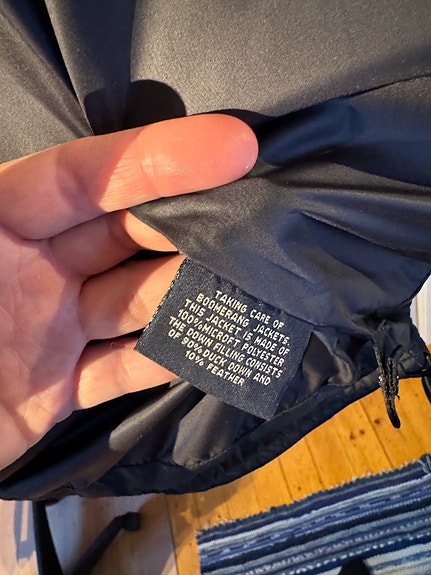 TAKING CARE OF
BOOMERANG JACKETS.
THIS JACKET IS MADE OF
100% MICROFT POLYESTER
THE DOWN FILLING CONSISTS
OF 90% DUCK DOWN AND
10% FEATHER